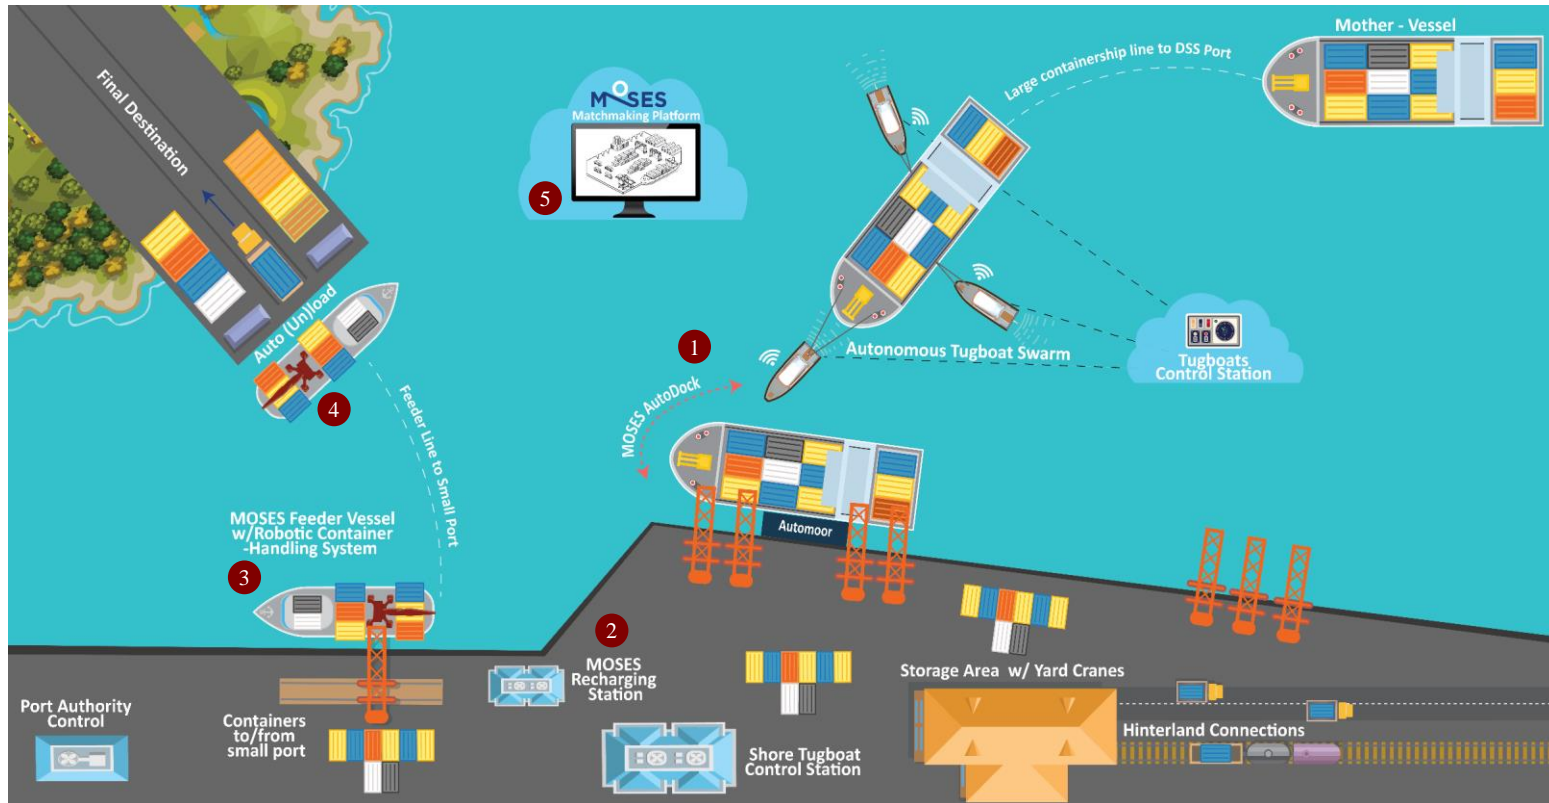 Mother - Vessel
Large containership line to DSS Port
Final Destination
MOSES
Matchmaking Platform
5
Auto (Un)load
4
Feeder Line to Small Port
1
MOSES AutoDock
Autonomous Tugboat Swarm
Tugboats
Control Station
Automoor
MOSES Feeder Vessel
w/Robotic Container
-Handling System
3
2
MOSES
Recharging
Station
Port Authority
Control
Containers
to/from
small port
Shore Tugboat
Control Station
Storage Area w/ Yard Cranes
Hinterland Connections